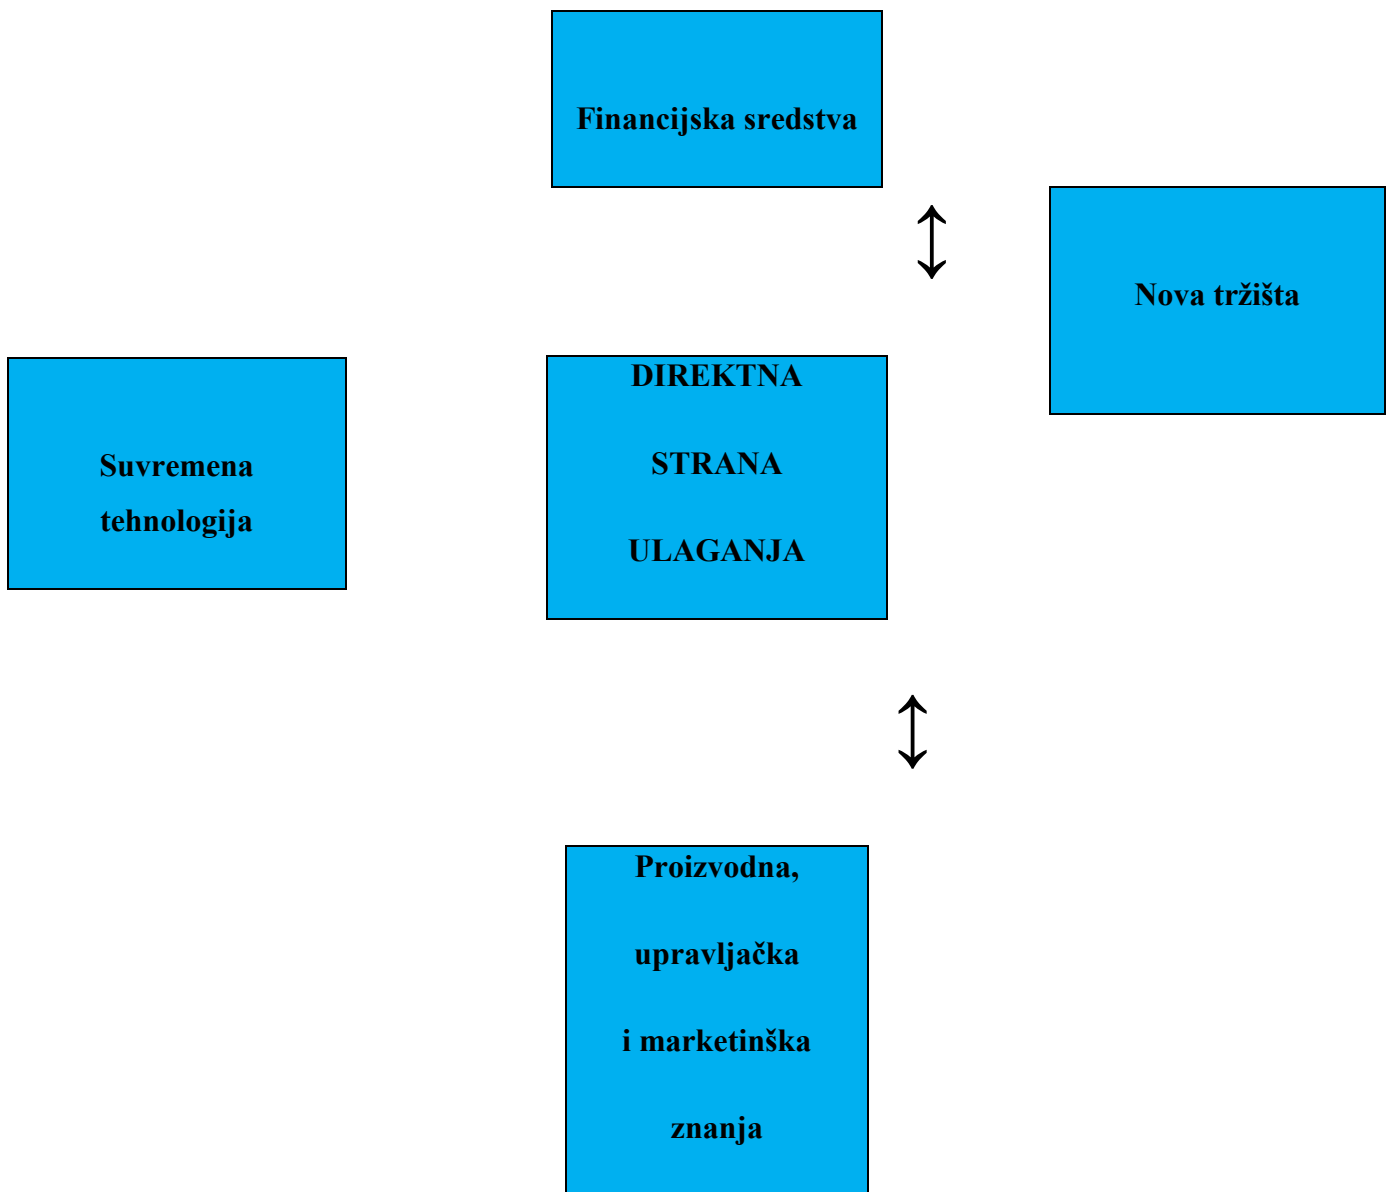 Financijska sredstva
↕
Nova tržišta
Suvremena
tehnologija
DIREKTNA
STRANA
ULAGANJA
↕
Proizvodna,
upravljačka
i marketinška
znanja